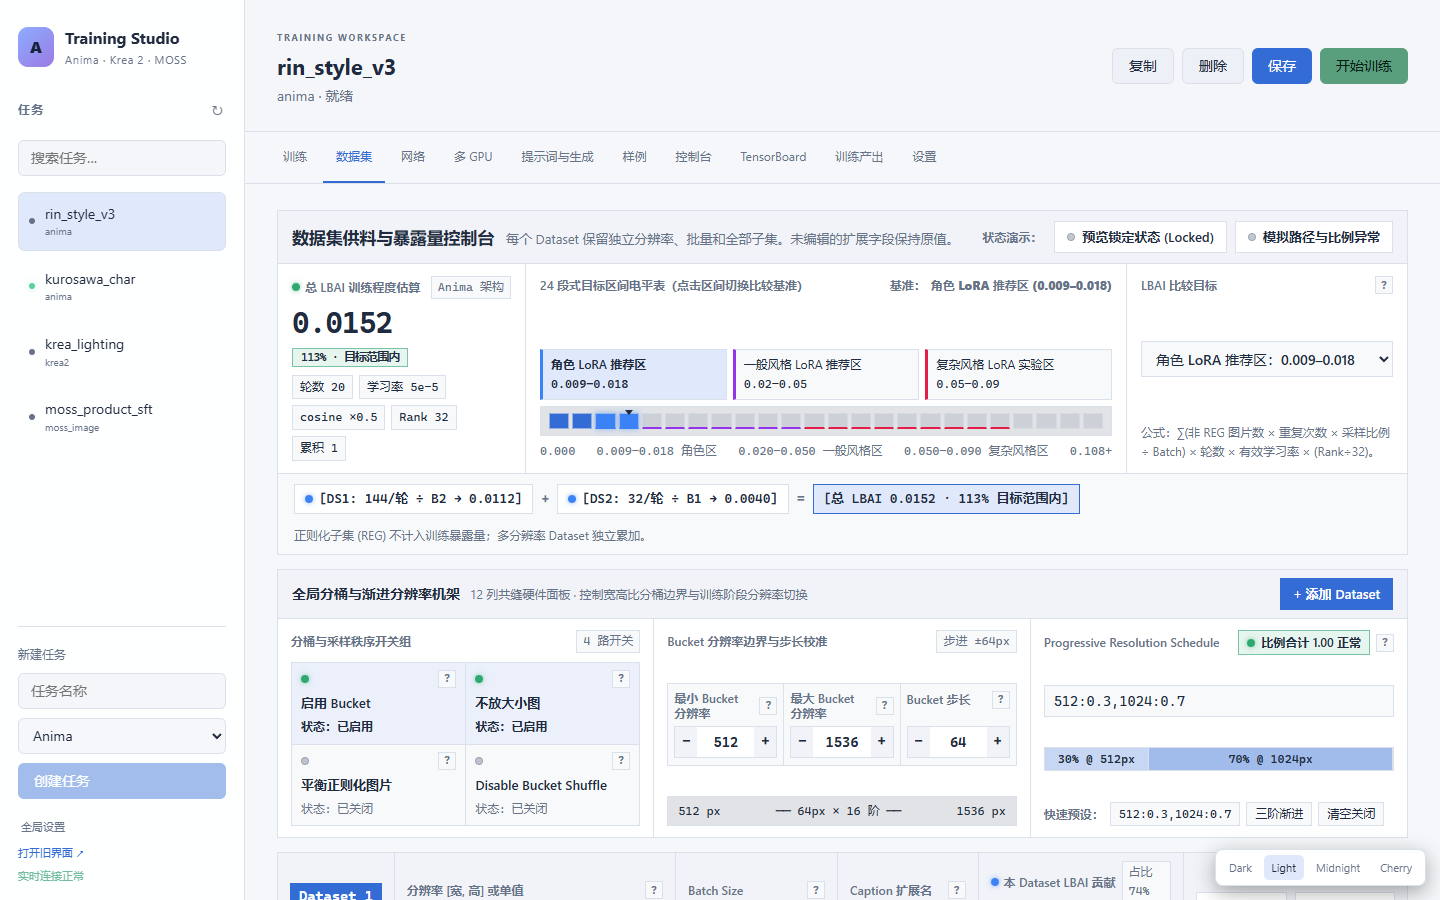 A
Training Studio
Anima · Krea 2 · MOSS
任务
↻
搜索任务...
rin_style_v3
anima
kurosawa_char
anima
krea_lighting
krea2
moss_product_sft
moss_image
新建任务
任务名称
Anima
创建任务
全局设置
打开旧界面 ↗
实时连接正常
TRAINING WORKSPACE
rin_style_v3
anima · 就绪
复制 删除 保存 开始训练
训练 数据集 网络 多 GPU 提示词与生成 样例 控制台 TensorBoard 训练产出 设置
数据集供料与暴露量控制台 每个 Dataset 保留独立分辨率、批量和全部子集。未编辑的扩展字段保持原值。 状态演示： 预览锁定状态 (Locked) 模拟路径与比例异常
总 LBAI 训练程度估算 Anima 架构
0.0152
113% · 目标范围内
轮数 20 学习率 5e-5
cosine ×0.5 Rank 32
累积 1
24 段式目标区间电平表（点击区间切换比较基准） 基准： 角色 LoRA 推荐区 (0.009–0.018)
角色 LoRA 推荐区
0.009–0.018
一般风格 LoRA 推荐区
0.02–0.05
复杂风格 LoRA 实验区
0.05–0.09
0.000 0.009–0.018 角色区 0.020–0.050 一般风格区 0.050–0.090 复杂风格区 0.108+
LBAI 比较目标 ?
角色 LoRA 推荐区：0.009–0.018
公式：∑(非 REG 图片数 × 重复次数 × 采样比例
÷ Batch) × 轮数 × 有效学习率 × (Rank÷32)。
[DS1: 144/轮 ÷ B2 → 0.0112] + [DS2: 32/轮 ÷ B1 → 0.0040] = [总 LBAI 0.0152 · 113% 目标范围内]
正则化子集 (REG) 不计入训练暴露量；多分辨率 Dataset 独立累加。
全局分桶与渐进分辨率机架 12 列共缝硬件面板 · 控制宽高比分桶边界与训练阶段分辨率切换 + 添加 Dataset
分桶与采样秩序开关组 4 路开关
?
启用 Bucket
状态：已启用
?
不放大小图
状态：已启用
?
平衡正则化图片
状态：已关闭
?
Disable Bucket Shuffle
状态：已关闭
Bucket 分辨率边界与步长校准 步进 ±64px
最小 Bucket
分辨率
?
− 512 +
最大 Bucket
分辨率
?
− 1536 +
Bucket 步长 ?
− 64 +
512 px —— 64px × 16 阶 —— 1536 px
Progressive Resolution Schedule 比例合计 1.00 正常 ?
512:0.3,1024:0.7
30% @ 512px 70% @ 1024px
快速预设： 512:0.3,1024:0.7 三阶渐进 清空关闭
Dataset 1
分辨率 [宽, 高] 或单值 ?
Batch Size ?
Caption 扩展名 ?
本 Dataset LBAI 贡献
占比
74%
Dark Light Midnight Cherry